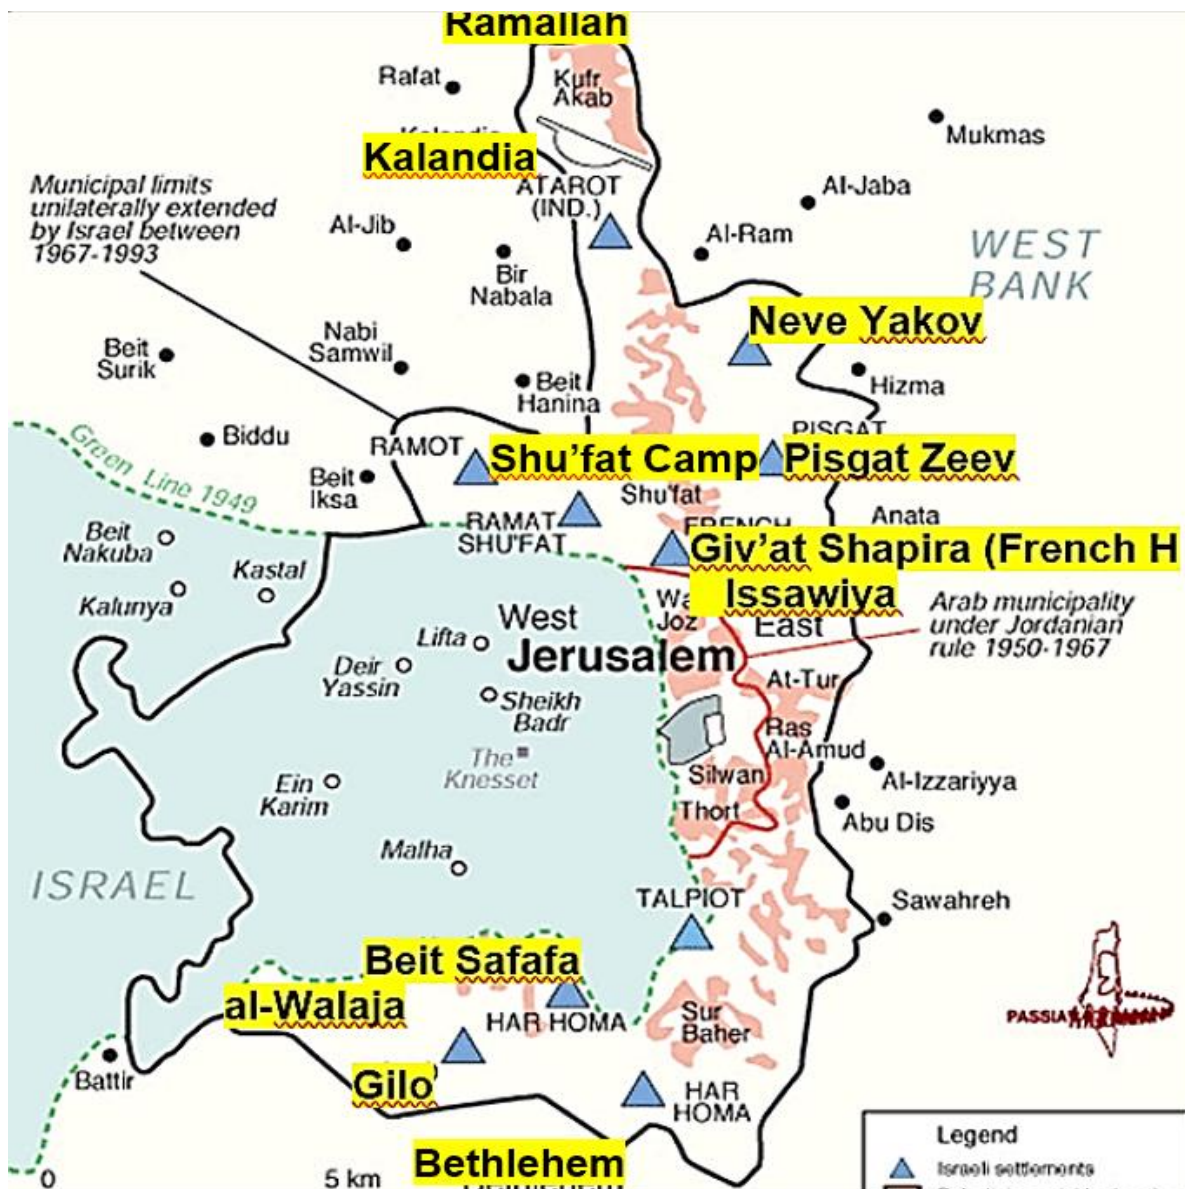 Ramallah
Rafat
Kufr
Akab
Mukmas
Kalandia
Municipal limits
unilaterally extended
by Israel between
1967-1993
ATAROT
(IND.)
Al-Jaba
Al-Jib
Al-Ram
WEST
BANK
Bir
Nabala
Neve Yakov
Nabi
Samwil
Beit
Surik
Beit
Hanina
Hizma
PISGAT
Biddu
RAMOT
Shu'fat Camp
Pisgat Zeev
Green Line 1949
Beit
Iksa
Shu'fat
RAMAT
SHU'FAT
FRENCH
Anata
Beit
Nakuba
Giv'at Shapira (French H
Kastal
Issawiya
Kalunya
Joz
West
East
Jerusalem
Arab municipality
under Jordanian
rule 1950-1967
Lifta
Deir
Yassin
At-Tur
Sheikh
Badr
Ras
Al-Amud
The
Knesset
Silwan
Al-Izzariyya
Ein
Karim
Thort
Abu Dis
Malha
ISRAEL
TALPIOT
Sawahreh
Beit Safafa
al-Walaja
HAR HOMA
Sur
Baher
PASSIA
Battir
Gilo
HAR
HOMA
Legend
Bethlehem
Israeli settlements
0
5 km